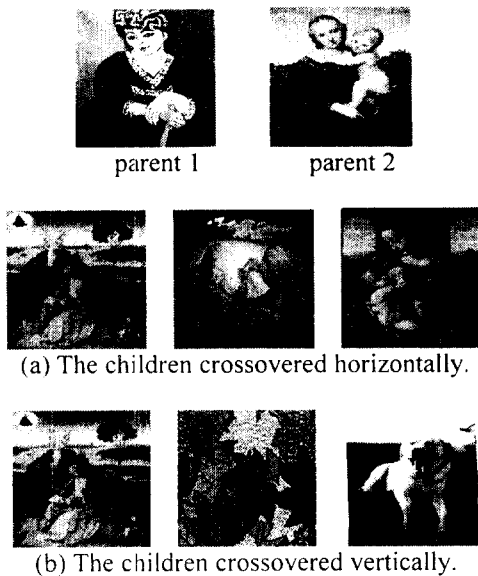 parent 1 parent 2
(a) The children crossovered horizontally.
(b) The children crossovered vertically.